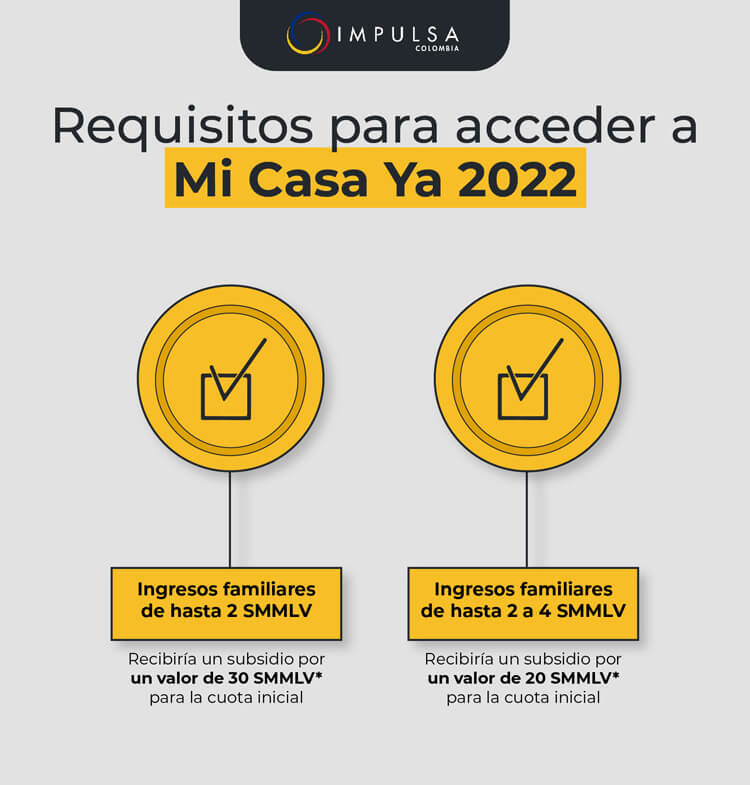 IMPULSA
COLOMBIA
Requisitos para acceder a
Mi Casa Ya 2022
Ingresos familiares
de hasta 2 SMMLV
Recibiría un subsidio por
un valor de 30 SMMLV*
para la cuota inicial
Ingresos familiares
de hasta 2 a 4 SMMLV
Recibiría un subsidio por
un valor de 20 SMMLV*
para la cuota inicial